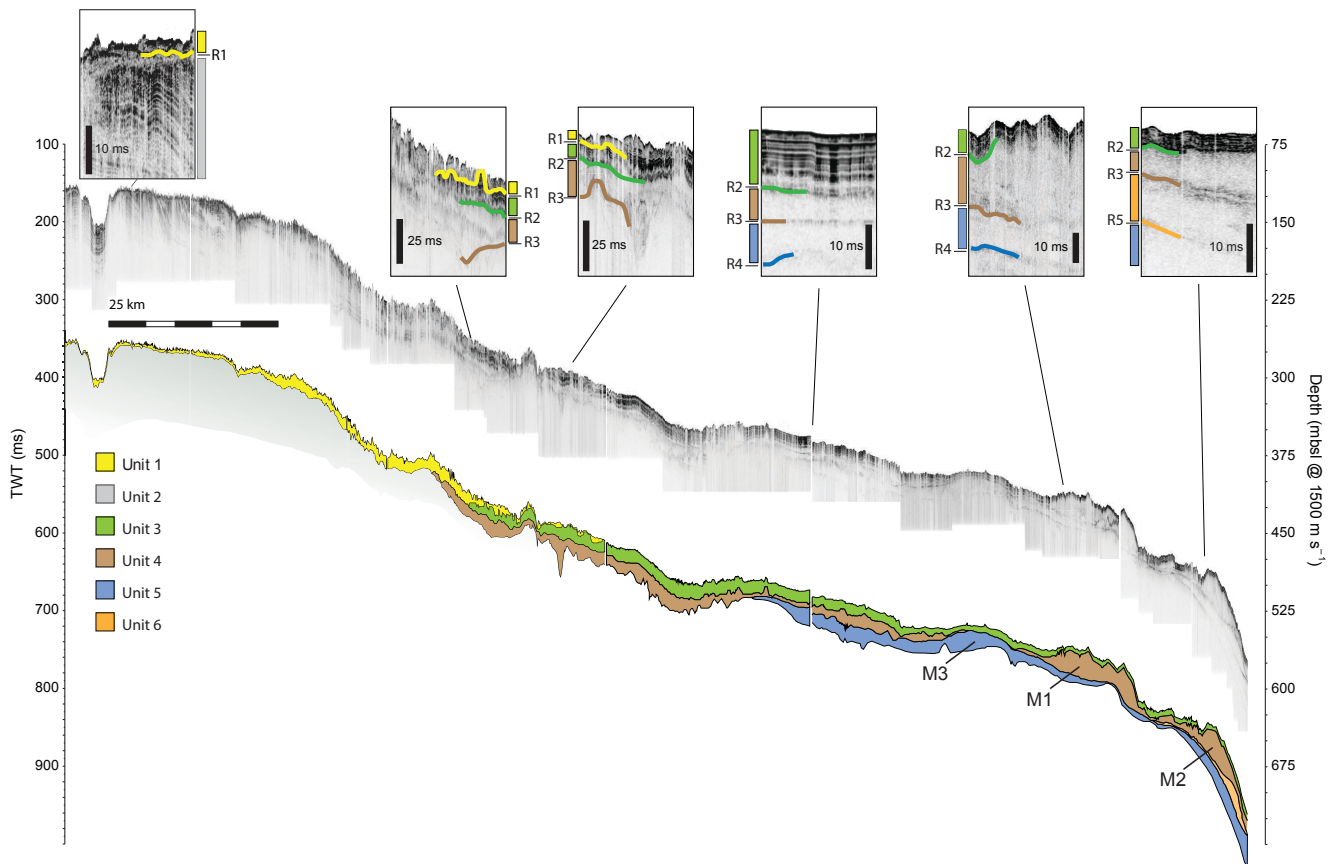 R1
10 ms
R1
R2
R3
25 ms
R1
R2
R3
25 ms
R2
R3
R4
10 ms
R2
R3
R4
10 ms
R2
R3
R5
10 ms
100
200
300
400
500
600
700
800
900
TWT (ms)
75
150
225
300
375
450
525
600
675
Depth (mbsl @ 1500 m s⁻¹)
25 km
Unit 1
Unit 2
Unit 3
Unit 4
Unit 5
Unit 6
M3
M1
M2